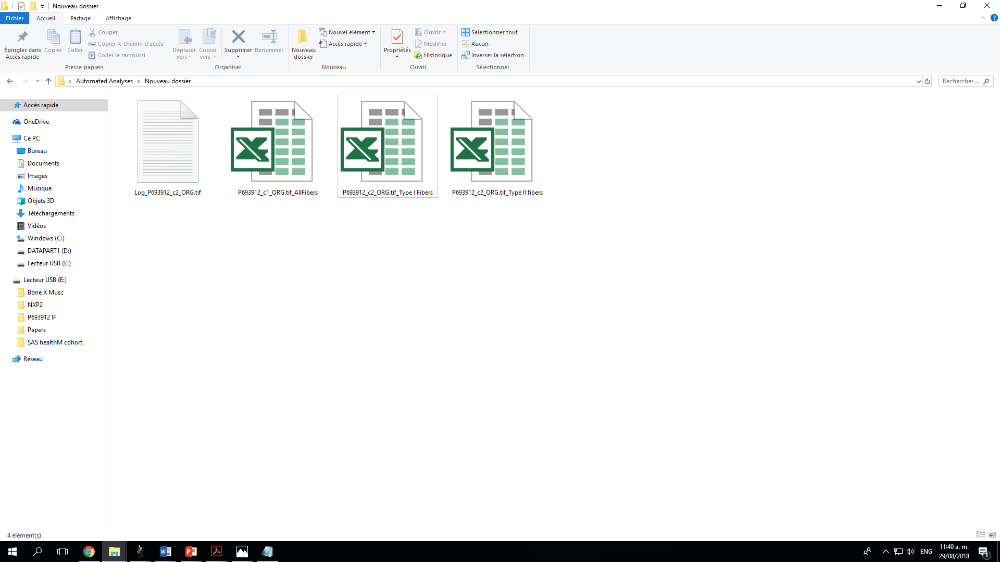 Nouveau dossier
Fichier
Accueil
Partage
Affichage
Épingler dans
Accès rapide
Copier
Coller
Couper
Copier le chemin d'accès
Coller le raccourci
Presse-papiers
Déplacer
vers
Copier
vers
Supprimer
Renommer
Organiser
Nouveau
dossier
Nouvel élément
Accès rapide
Nouveau
Propriétés
Ouvrir
Modifier
Historique
Ouvrir
Sélectionner tout
Aucun
Inverser la sélection
Sélectionner
Automated Analyses
Nouveau dossier
Rechercher ...
Accès rapide
OneDrive
Ce PC
Bureau
Documents
Images
Musique
Objets 3D
Téléchargements
Vidéos
Windows (C:)
DATAPART1 (D:)
Lecteur USB (E:)
Lecteur USB (E:)
Bone X Musc
NXP2
P693912 IF
Papers
SAS healthM cohort
Réseau
Log_P693912_c2_ORG.tif
P693912_c1_ORG.tif_AllFibers
P693912_c2_ORG.tif_Type I Fibers
P693912_c2_ORG.tif_Type II fibers
4 élément(s)
ENG
11:40 a. m.
29/08/2018
1